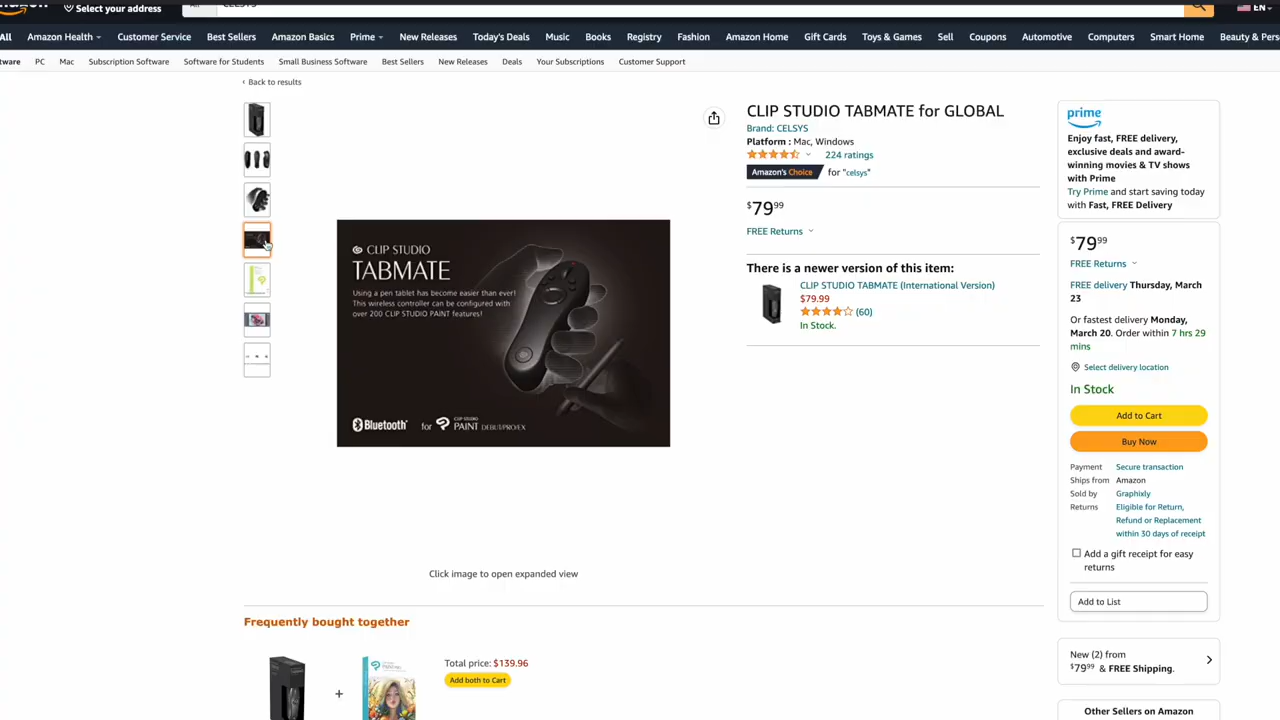 Select your address
EN
All
Amazon Health
Customer Service
Best Sellers
Amazon Basics
Prime
New Releases
Today's Deals
Music
Books
Registry
Fashion
Amazon Home
Gift Cards
Toys & Games
Sell
Coupons
Automotive
Computers
Smart Home
Beauty & Pers
tware
PC
Mac
Subscription Software
Software for Students
Small Business Software
Best Sellers
New Releases
Deals
Your Subscriptions
Customer Support
‹ Back to results
CLIP STUDIO
TABMATE
Using a pen tablet has become easier than ever!
This wireless controller can be configured with
over 200 CLIP STUDIO PAINT features!
Bluetooth®
for
CLIP STUDIO
PAINT DEBUT/PRO/EX
Click image to open expanded view
CLIP STUDIO TABMATE for GLOBAL
Brand: CELSYS
Platform : Mac, Windows
224 ratings
Amazon's Choice for "celsys"
$79.99
FREE Returns
There is a newer version of this item:
CLIP STUDIO TABMATE (International Version)
$79.99
(60)
In Stock.
prime
Enjoy fast, FREE delivery,
exclusive deals and award-
winning movies & TV shows
with Prime
Try Prime and start saving today
with Fast, FREE Delivery
$79.99
FREE Returns
FREE delivery Thursday, March
23
Or fastest delivery Monday,
March 20. Order within 7 hrs 29
mins
Select delivery location
In Stock
Add to Cart
Buy Now
Payment Secure transaction
Ships from Amazon
Sold by Graphixly
Returns Eligible for Return,
Refund or Replacement
within 30 days of receipt
Add a gift receipt for easy
returns
Add to List
New (2) from
$79.99 & FREE Shipping.
Other Sellers on Amazon
Frequently bought together
+
Total price: $139.96
Add both to Cart